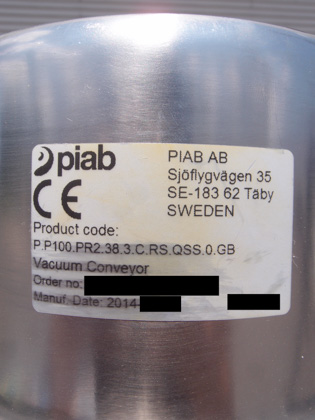 piab
CE
PIAB AB
Sjöflygvägen 35
SE-183 62 Täby
SWEDEN
Product code:
P.P100.PR2.38.3.C.RS.QSS.0.GB
Vacuum Conveyor
Order no:
Manuf. Date: 2014-